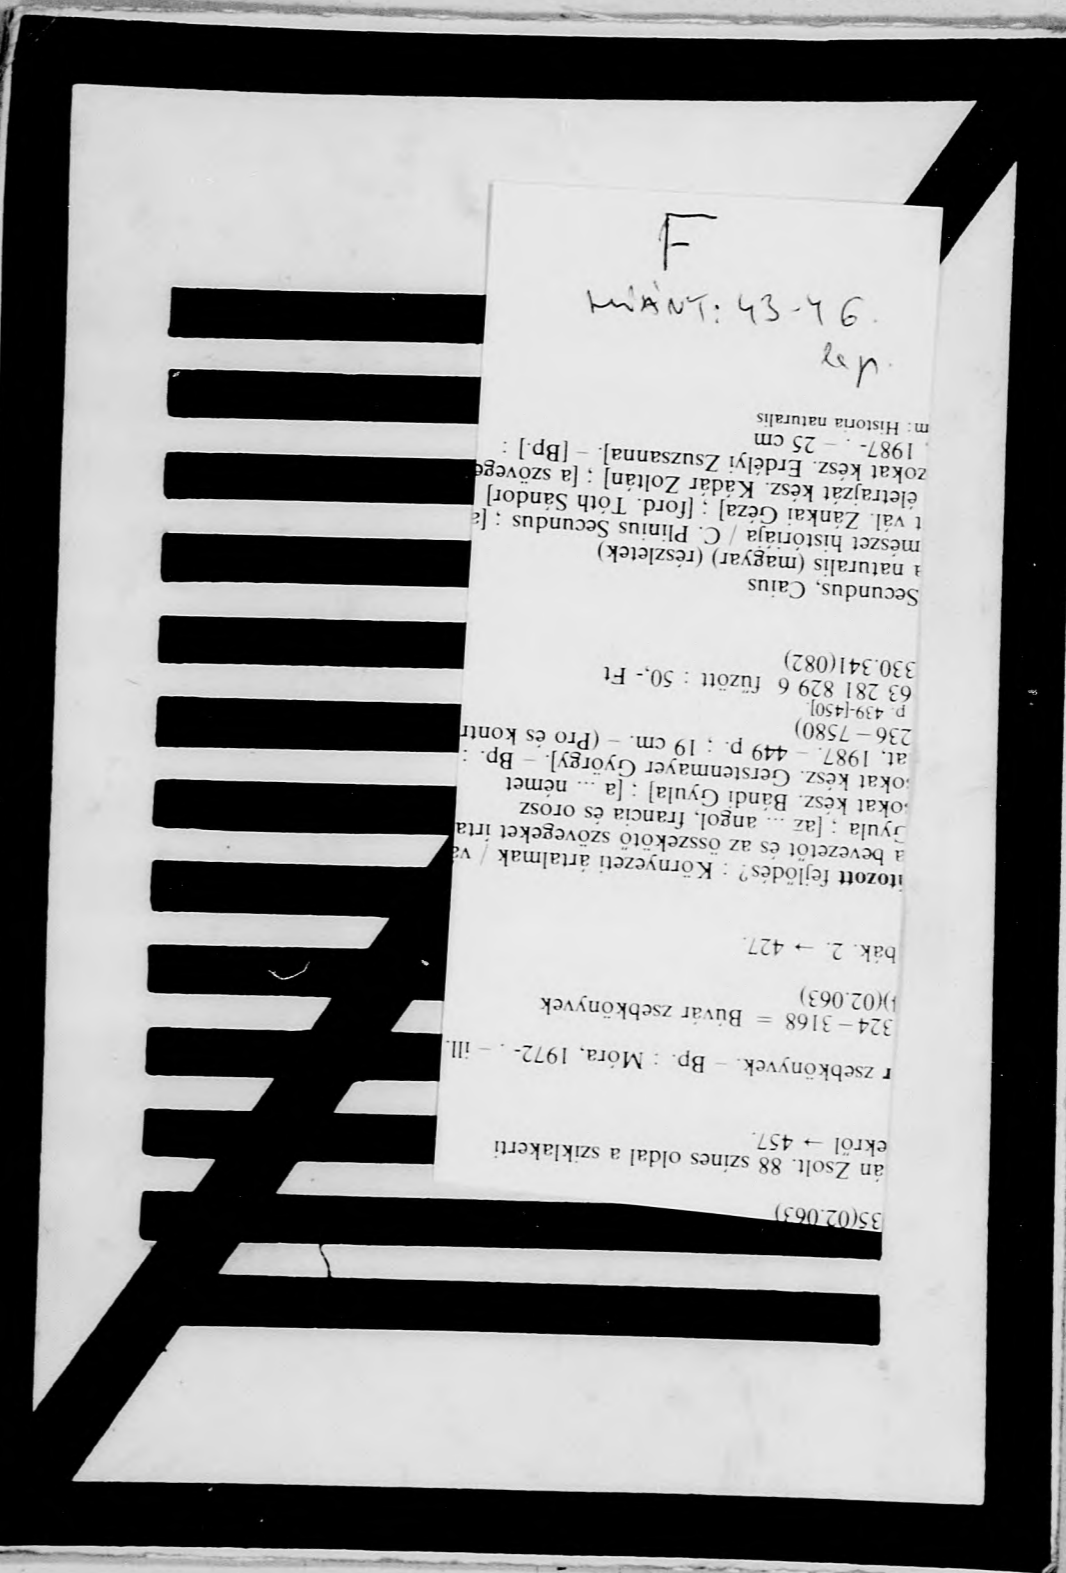 F
HIÁNY: 43-46.
lap.
35(02.063)
án Zsolt. 88 színes oldal a sziklakerti
ekről → 457.
r zsebkönyvek. – Bp. : Móra, 1972- . – ill.
324–3168 = Búvár zsebkönyvek
)(02.063)
bák. 2. → 427.
ítozott fejlődés? : Környezeti ártalmak / vá
a bevezetőt és az összekötő szövegeket írta
Gyula ; [az ... angol, francia és orosz
sokat kész. Bándi Gyula] ; [a ... német
sokat kész. Gerstenmayer György]. – Bp. :
at, 1987. – 449 p. ; 19 cm. – (Pro és kontr
236–7580)
p. 439-[450].
63 281 829 6 fűzött : 50,- Ft
330.341(082)
Secundus, Caius
a naturalis (magyar) (részletek)
mészet históriája / C. Plinius Secundus ; [a
t vál. Zánkai Géza] ; [ford. Tóth Sándor]
életrajzát kész. Kádár Zoltán] ; [a szövege
zokat kész. Erdélyi Zsuzsanna]. – [Bp.] :
, 1987- . – 25 cm
m: Historia naturalis